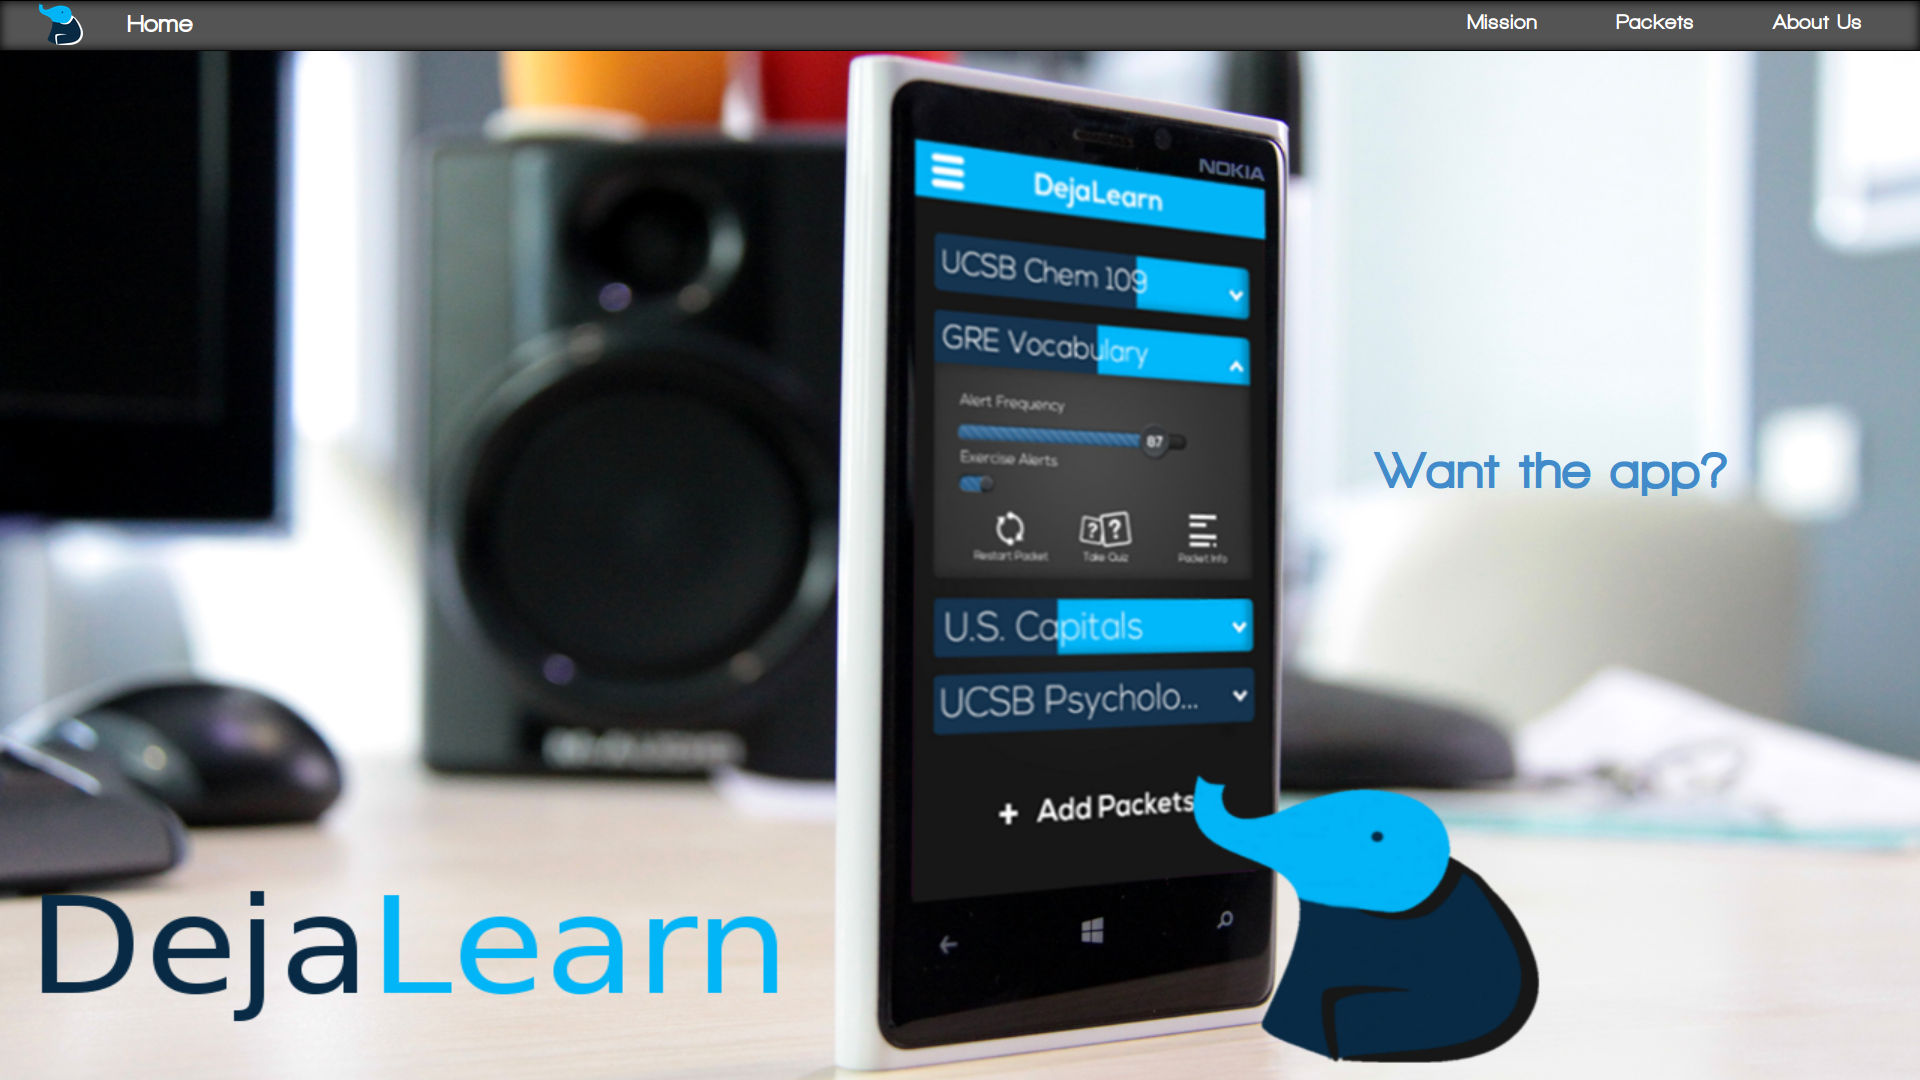 Home
Mission
Packets
About Us
NOKIA
DejaLearn
UCSB Chem 109
GRE Vocabulary
Alert Frequency
87
Exercise Alerts
Restart Packet
Take Quiz
Packet Info
U.S. Capitals
UCSB Psycholo...
+ Add Packets
Want the app?
DejaLearn